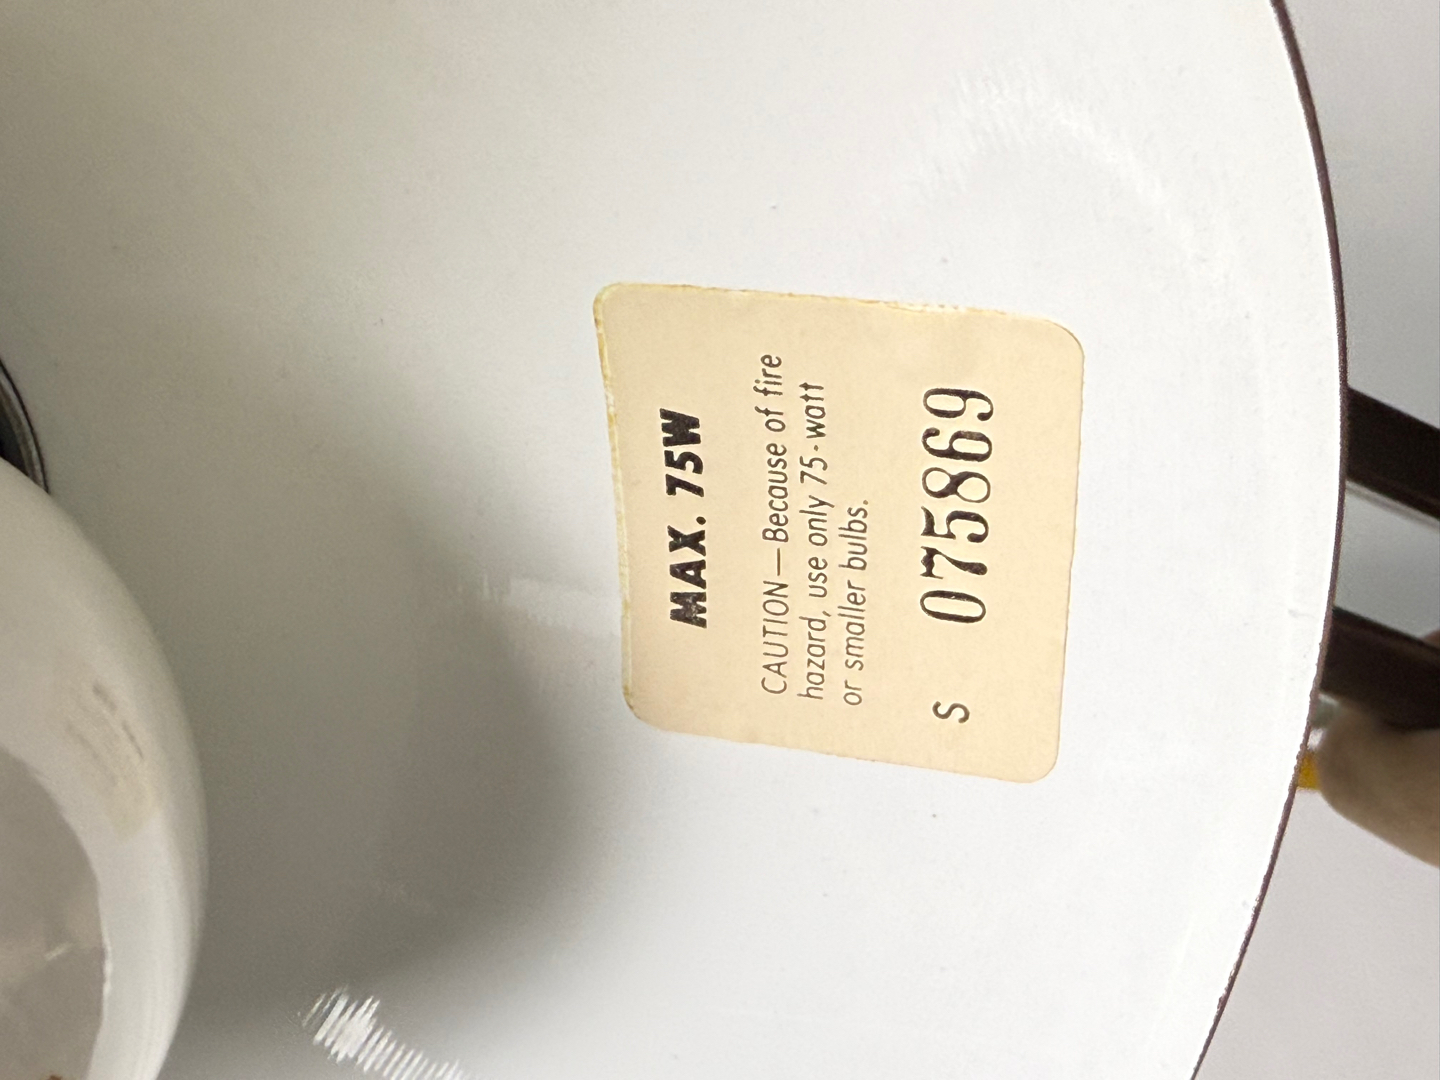 MAX. 75W
CAUTION—Because of fire
hazard, use only 75-watt
or smaller bulbs.
S 075869